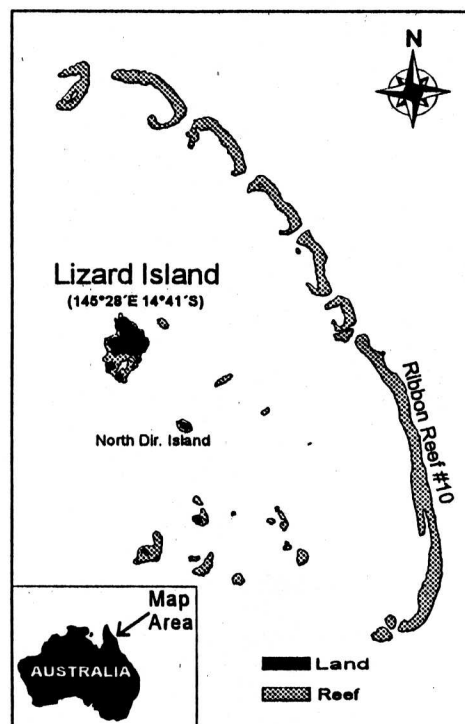 N
Lizard Island
(145°28´E 14°41´S)
Ribbon Reef #10
North Dir. Island
Map
Area
AUSTRALIA
Land
Reef